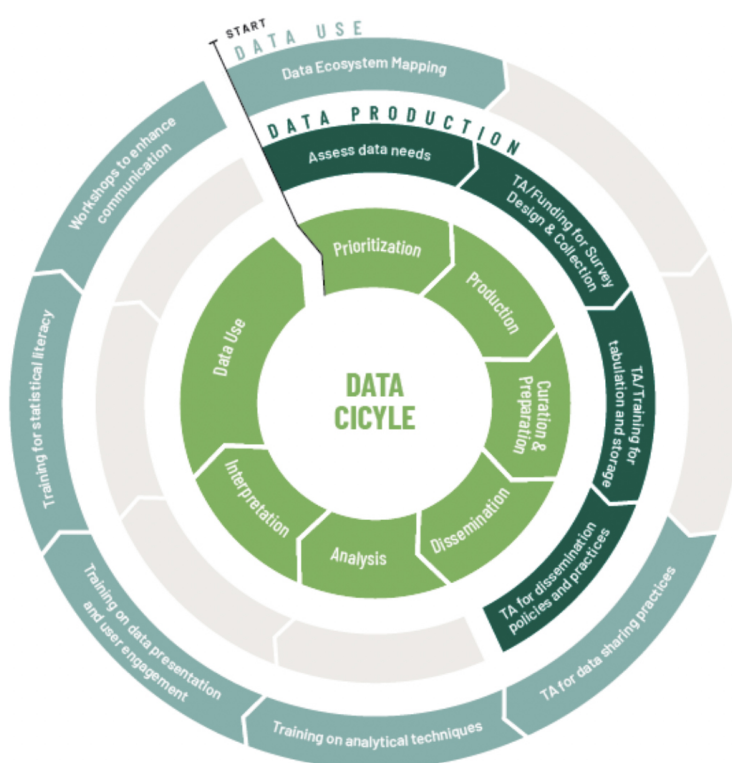 START
DATA USE
Data Ecosystem Mapping
DATA PRODUCTION
Assess data needs
TA/Funding for Survey
Design & Collection
TA/Training for
tabulation and storage
TA for dissemination
policies and practices
TA for data sharing practices
Training on analytical techniques
Training on data presentation
and user engagement
Training for statistical literacy
Workshops to enhance
communication
Prioritization
Production
Curation &
Preparation
Dissemination
Analysis
Interpretation
Data Use
DATA
CICYLE